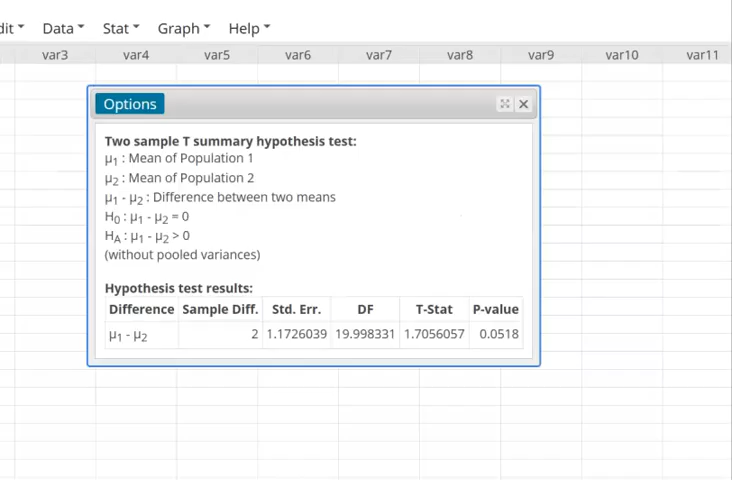 dit Data Stat Graph Help
var3 var4 var5 var6 var7 var8 var9 var10 var11
Options
Two sample T summary hypothesis test:
μ1 : Mean of Population 1
μ2 : Mean of Population 2
μ1 - μ2 : Difference between two means
H0 : μ1 - μ2 = 0
HA : μ1 - μ2 > 0
(without pooled variances)
Hypothesis test results:
Difference Sample Diff. Std. Err. DF T-Stat P-value
μ1 - μ2 2 1.1726039 19.998331 1.7056057 0.0518